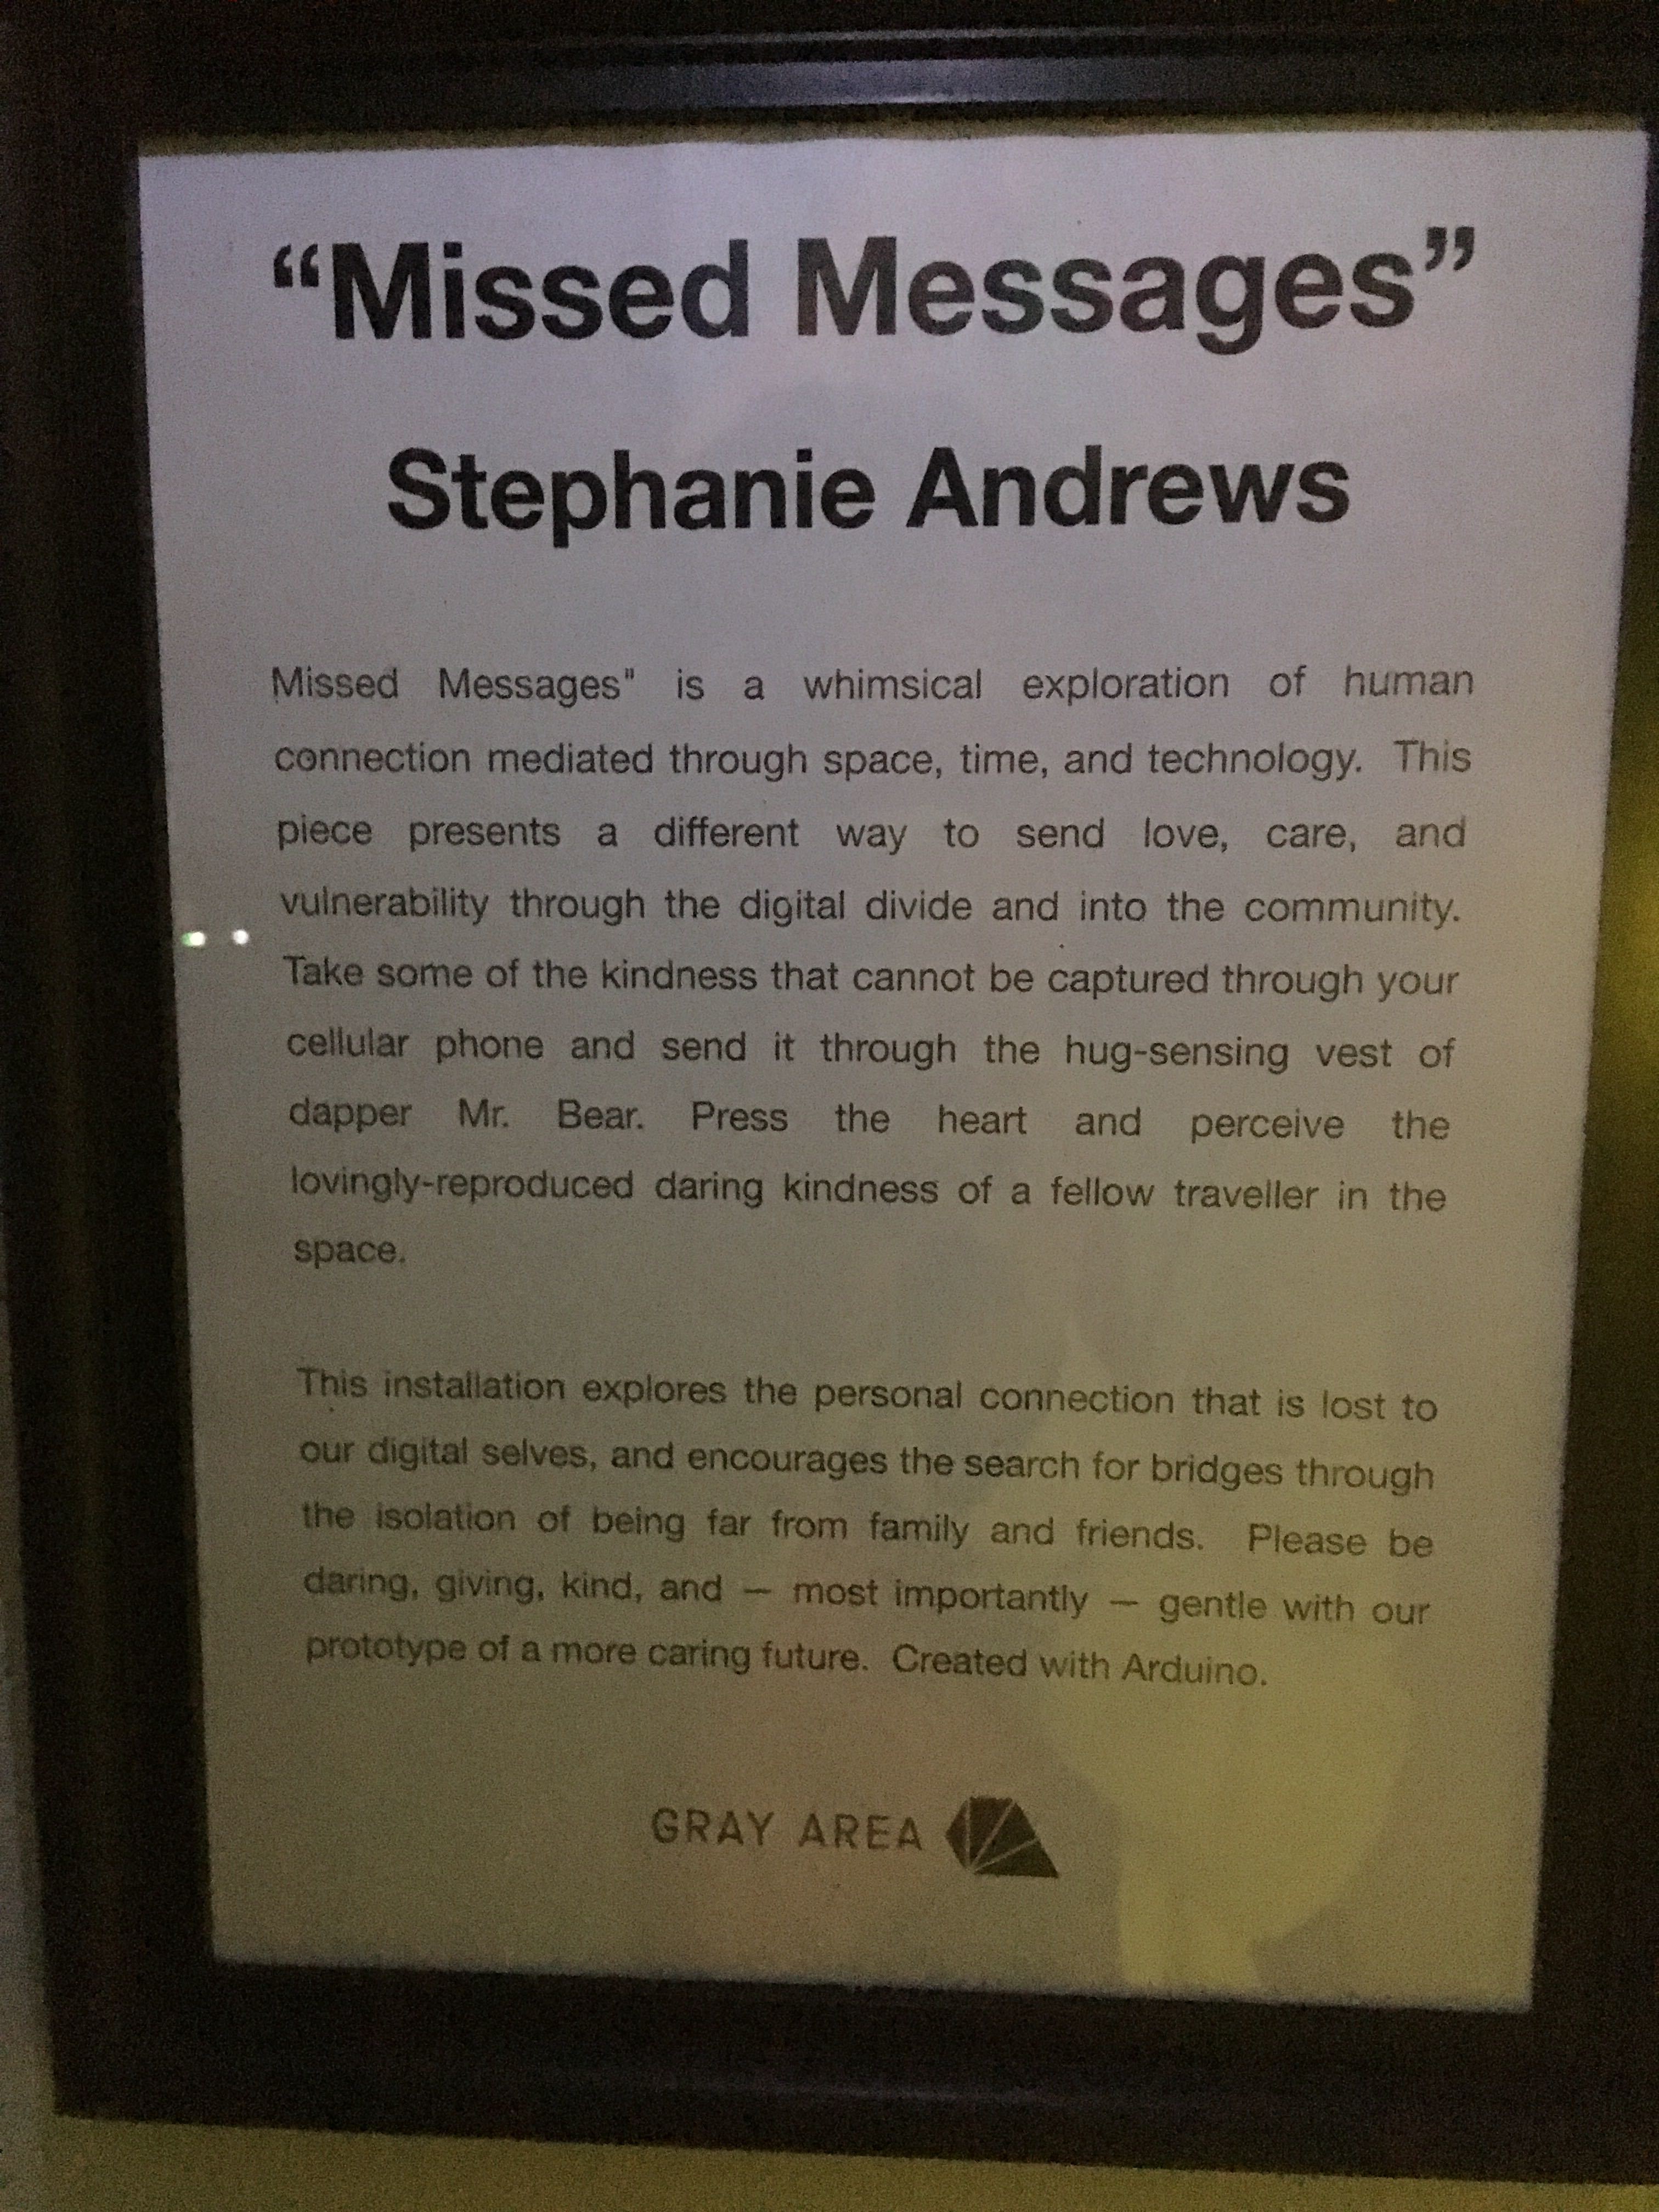 “Missed Messages”
Stephanie Andrews
Missed Messages" is a whimsical exploration of human
connection mediated through space, time, and technology. This
piece presents a different way to send love, care, and
vulnerability through the digital divide and into the community.
Take some of the kindness that cannot be captured through your
cellular phone and send it through the hug-sensing vest of
dapper Mr. Bear. Press the heart and perceive the
lovingly-reproduced daring kindness of a fellow traveller in the
space.
This installation explores the personal connection that is lost to
our digital selves, and encourages the search for bridges through
the isolation of being far from family and friends. Please be
daring, giving, kind, and — most importantly — gentle with our
prototype of a more caring future. Created with Arduino.
GRAY AREA